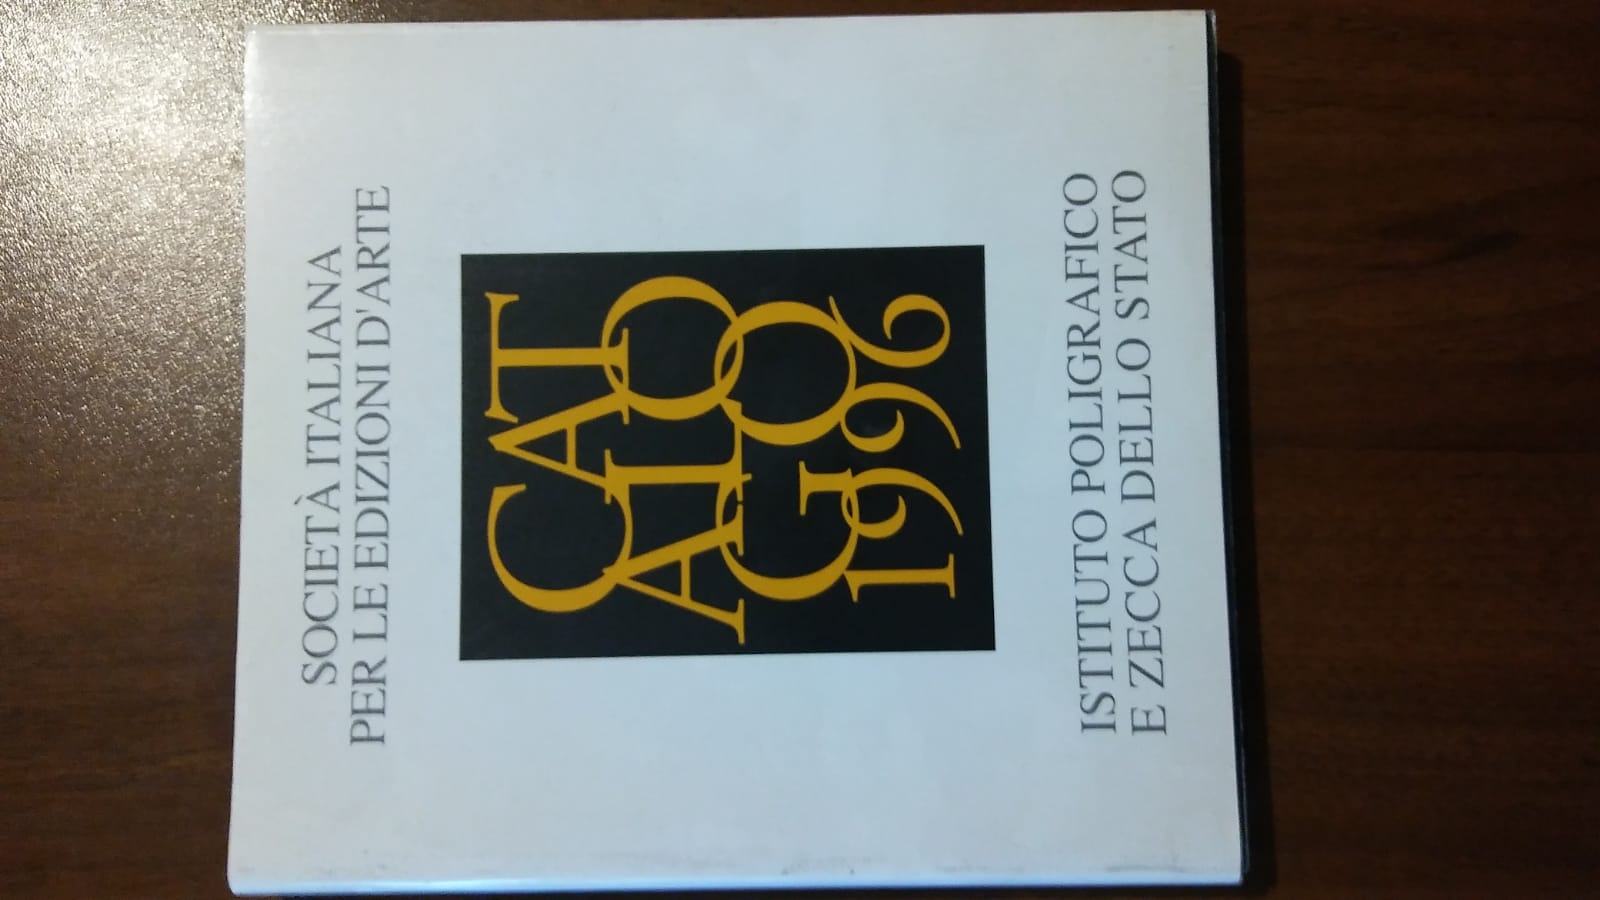 SOCIETÀ ITALIANA
PER LE EDIZIONI D'ARTE
CAT
ALO
GO
1996
ISTITUTO POLIGRAFICO
E ZECCA DELLO STATO